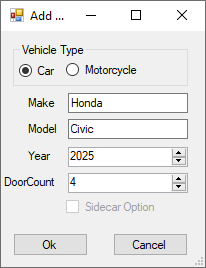 Add ...
Vehicle Type
Car Motorcycle
Make Honda
Model Civic
Year 2025
DoorCount 4
Sidecar Option
Ok Cancel